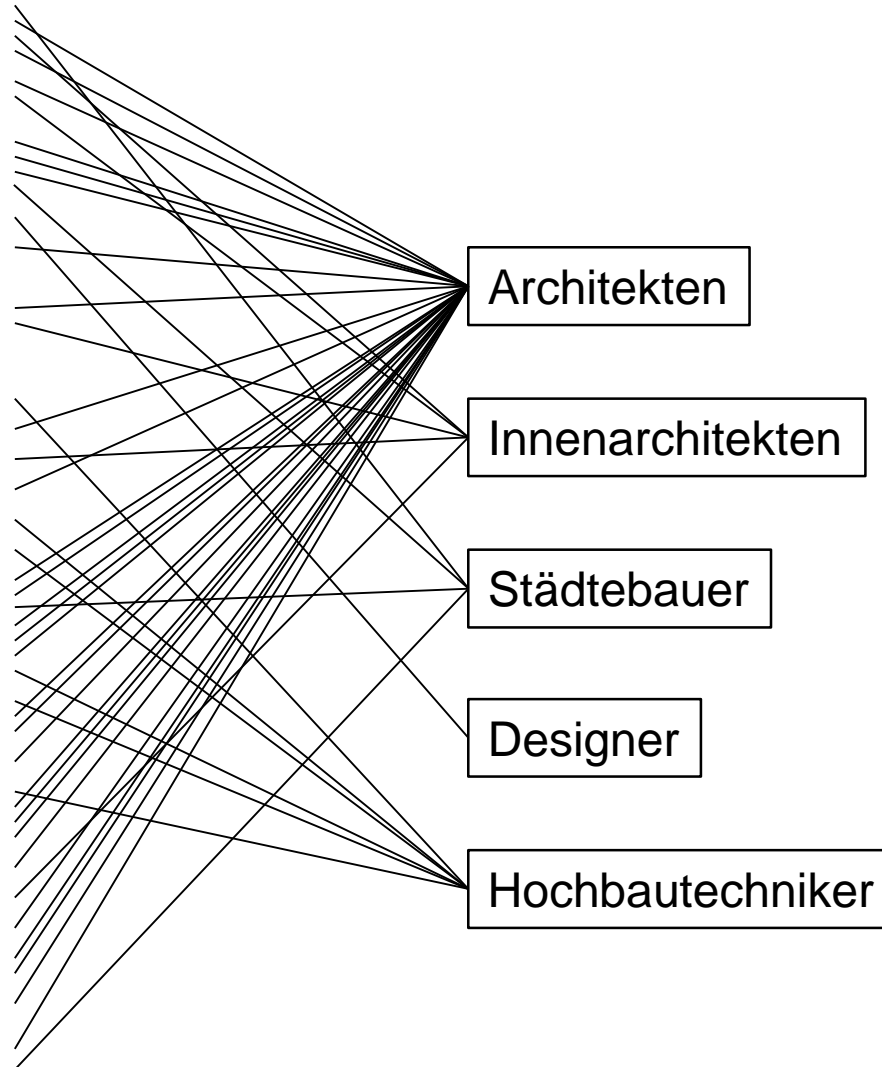 Architekten
Innenarchitekten
Städtebauer
Designer
Hochbautechniker